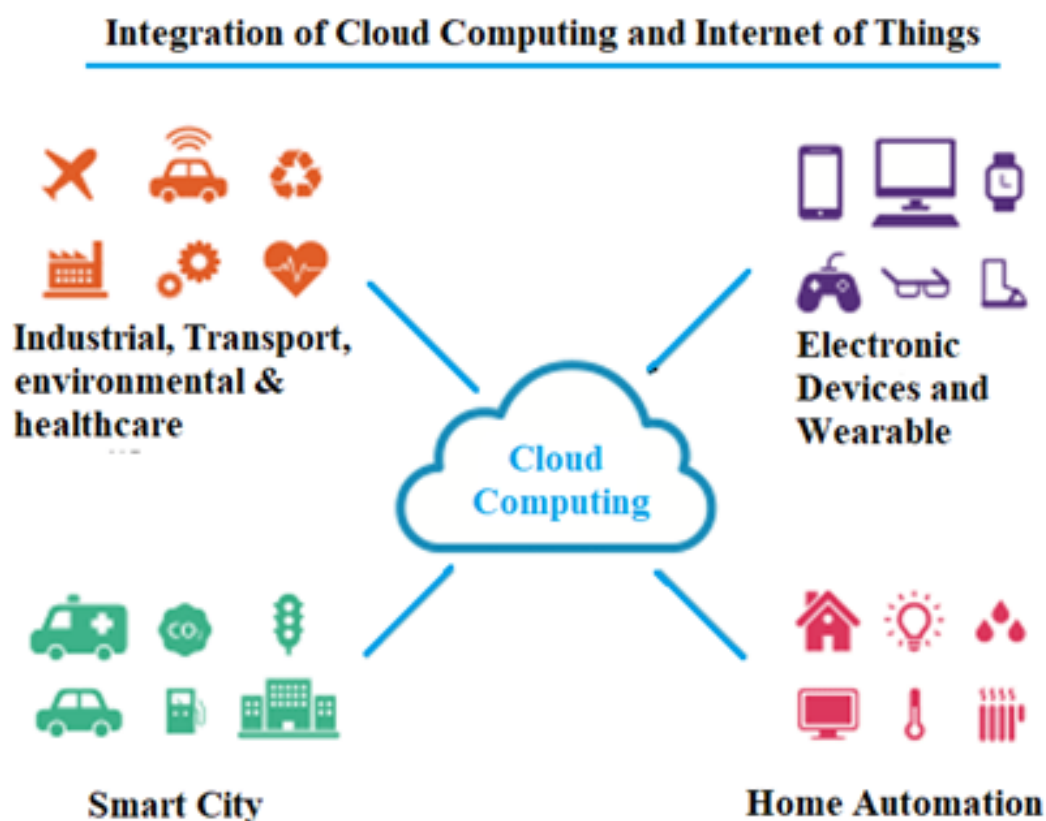 Integration of Cloud Computing and Internet of Things
Industrial, Transport,
environmental &
healthcare
Electronic
Devices and
Wearable
Cloud
Computing
CO₂
Smart City
Home Automation